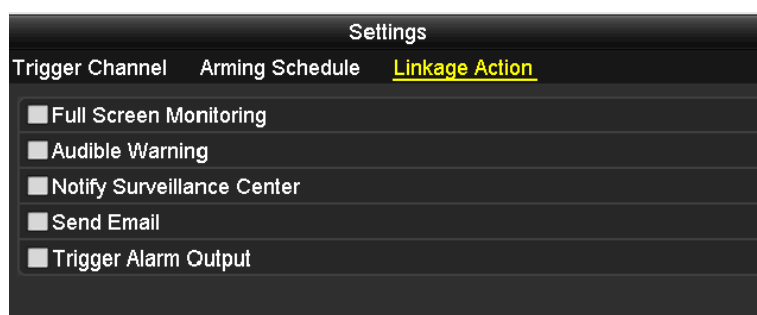 Settings
Trigger Channel Arming Schedule Linkage Action
Full Screen Monitoring
Audible Warning
Notify Surveillance Center
Send Email
Trigger Alarm Output